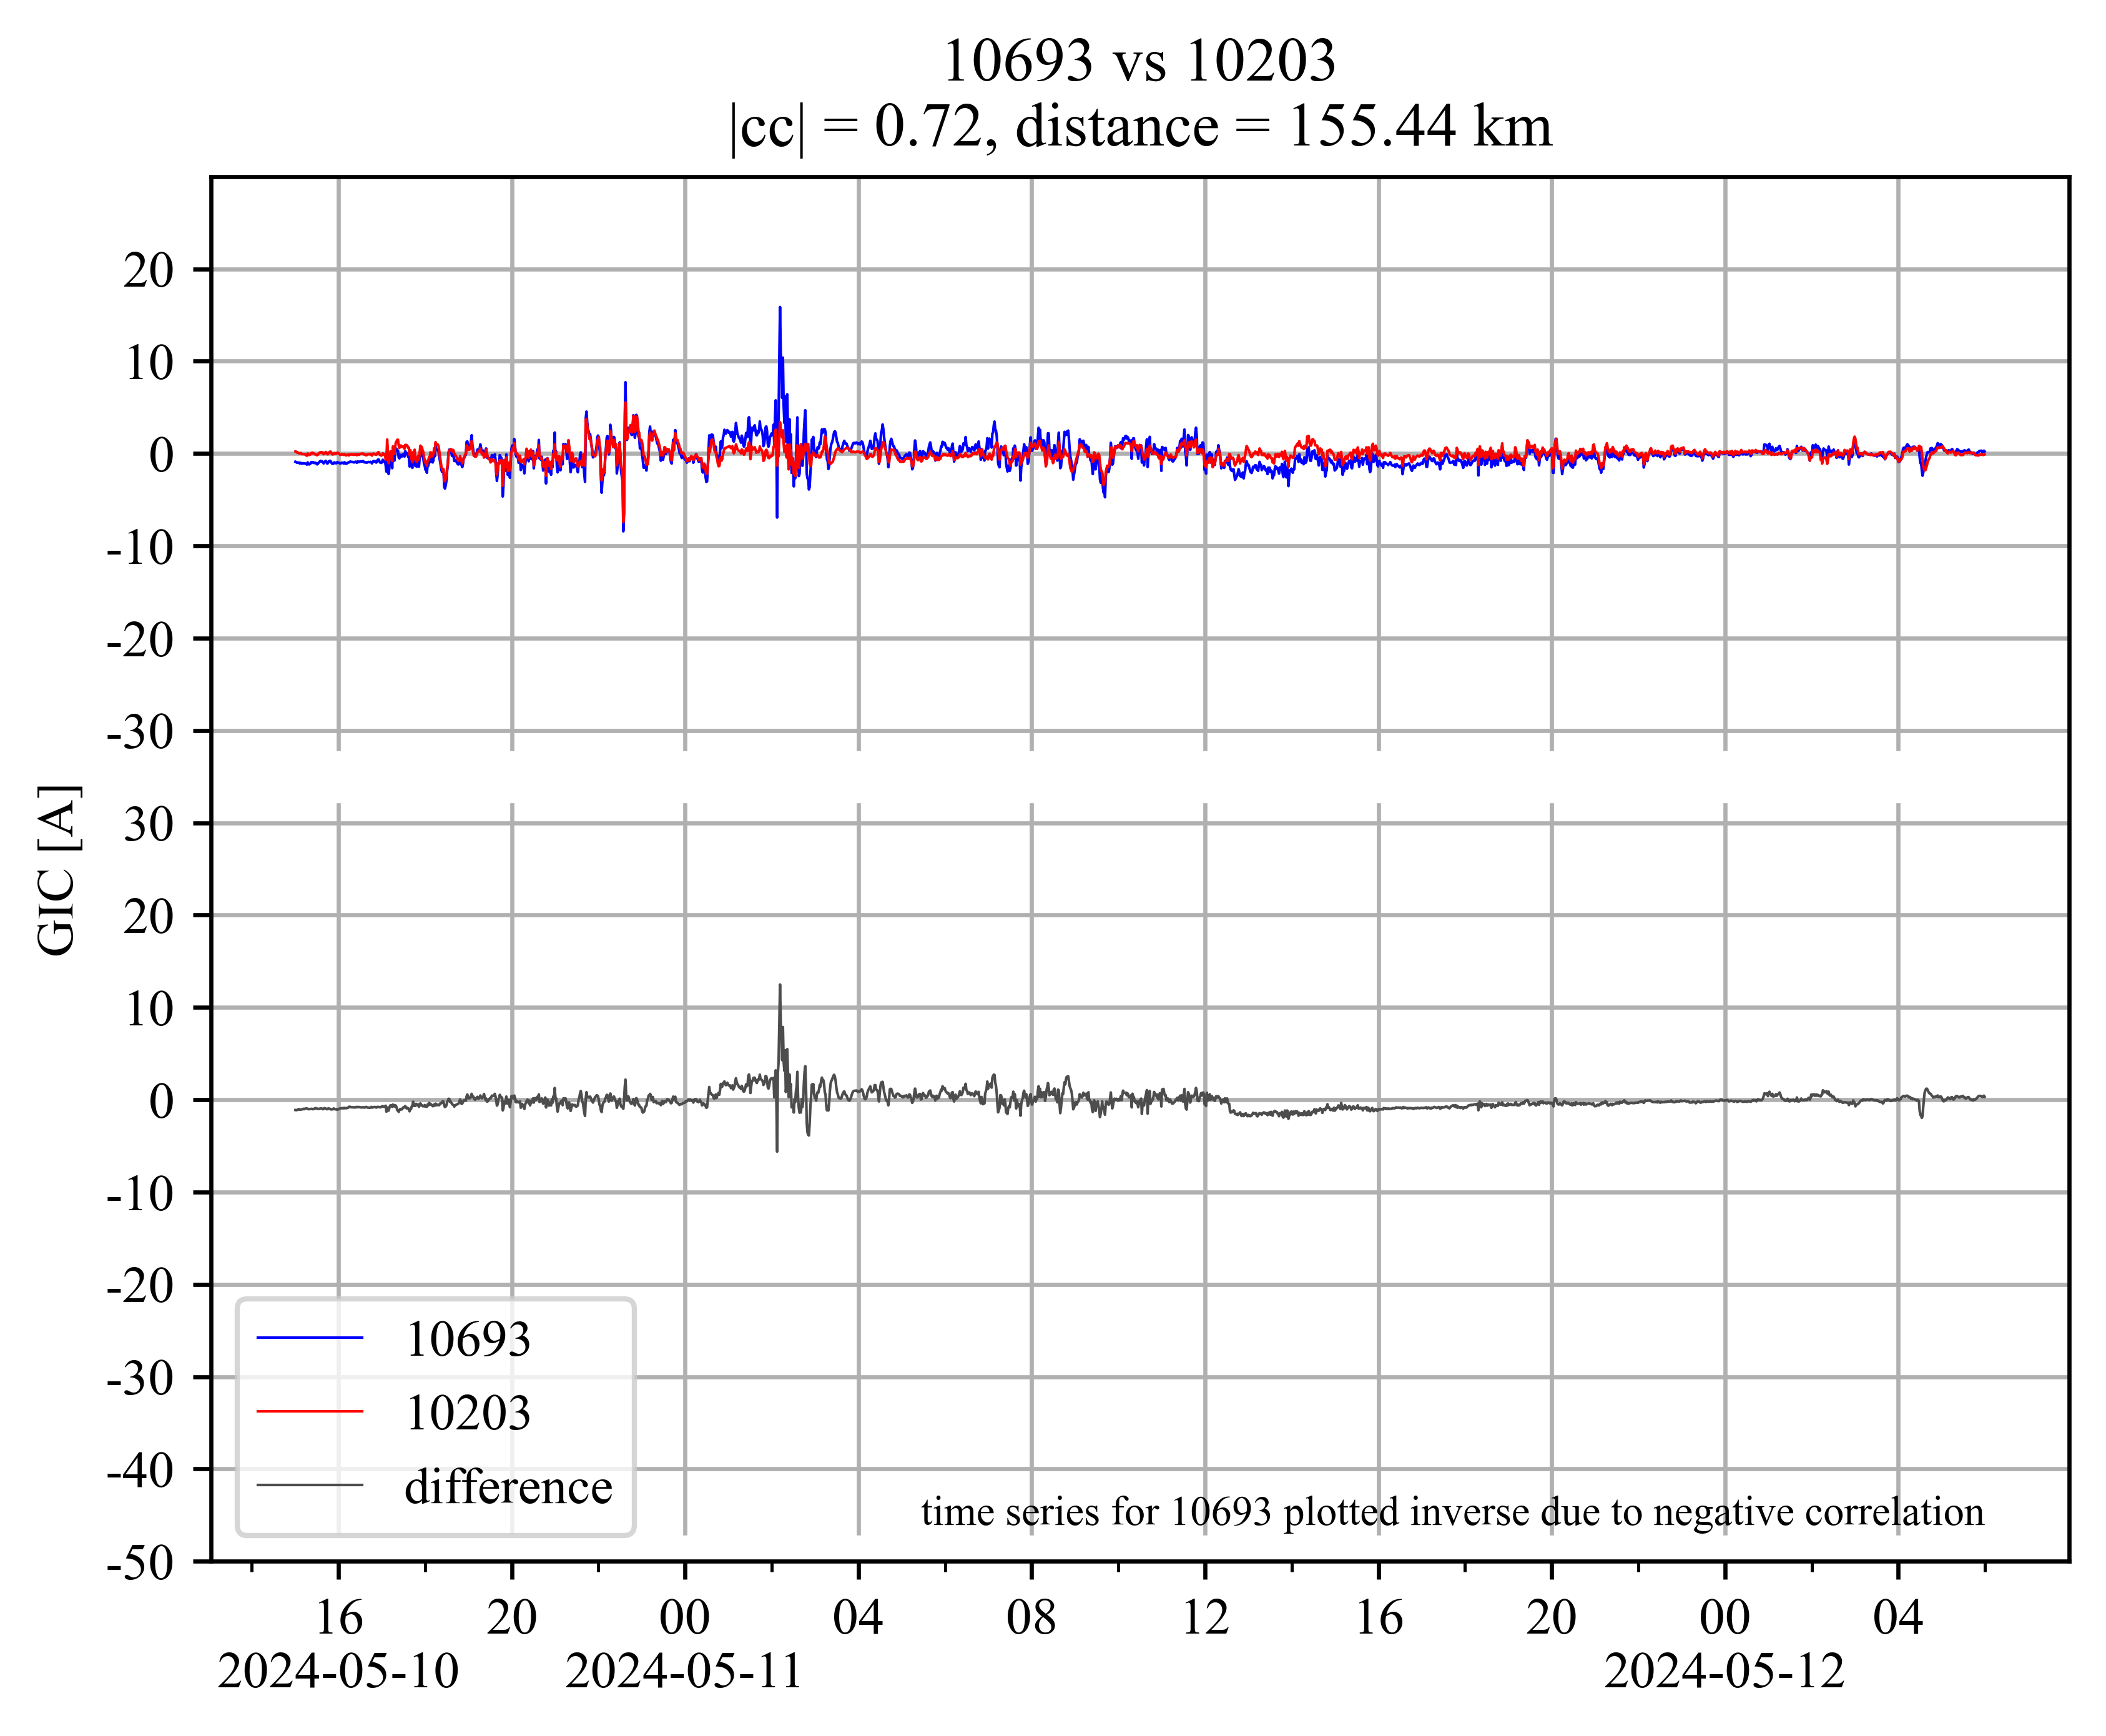 10693 vs 10203
|cc| = 0.72, distance = 155.44 km
20
10
0
-10
-20
-30
30
20
10
0
-10
-20
-30
-40
-50
GIC [A]
10693
10203
difference
time series for 10693 plotted inverse due to negative correlation
16 20 00 04 08 12 16 20 00 04
2024-05-10 2024-05-11 2024-05-12